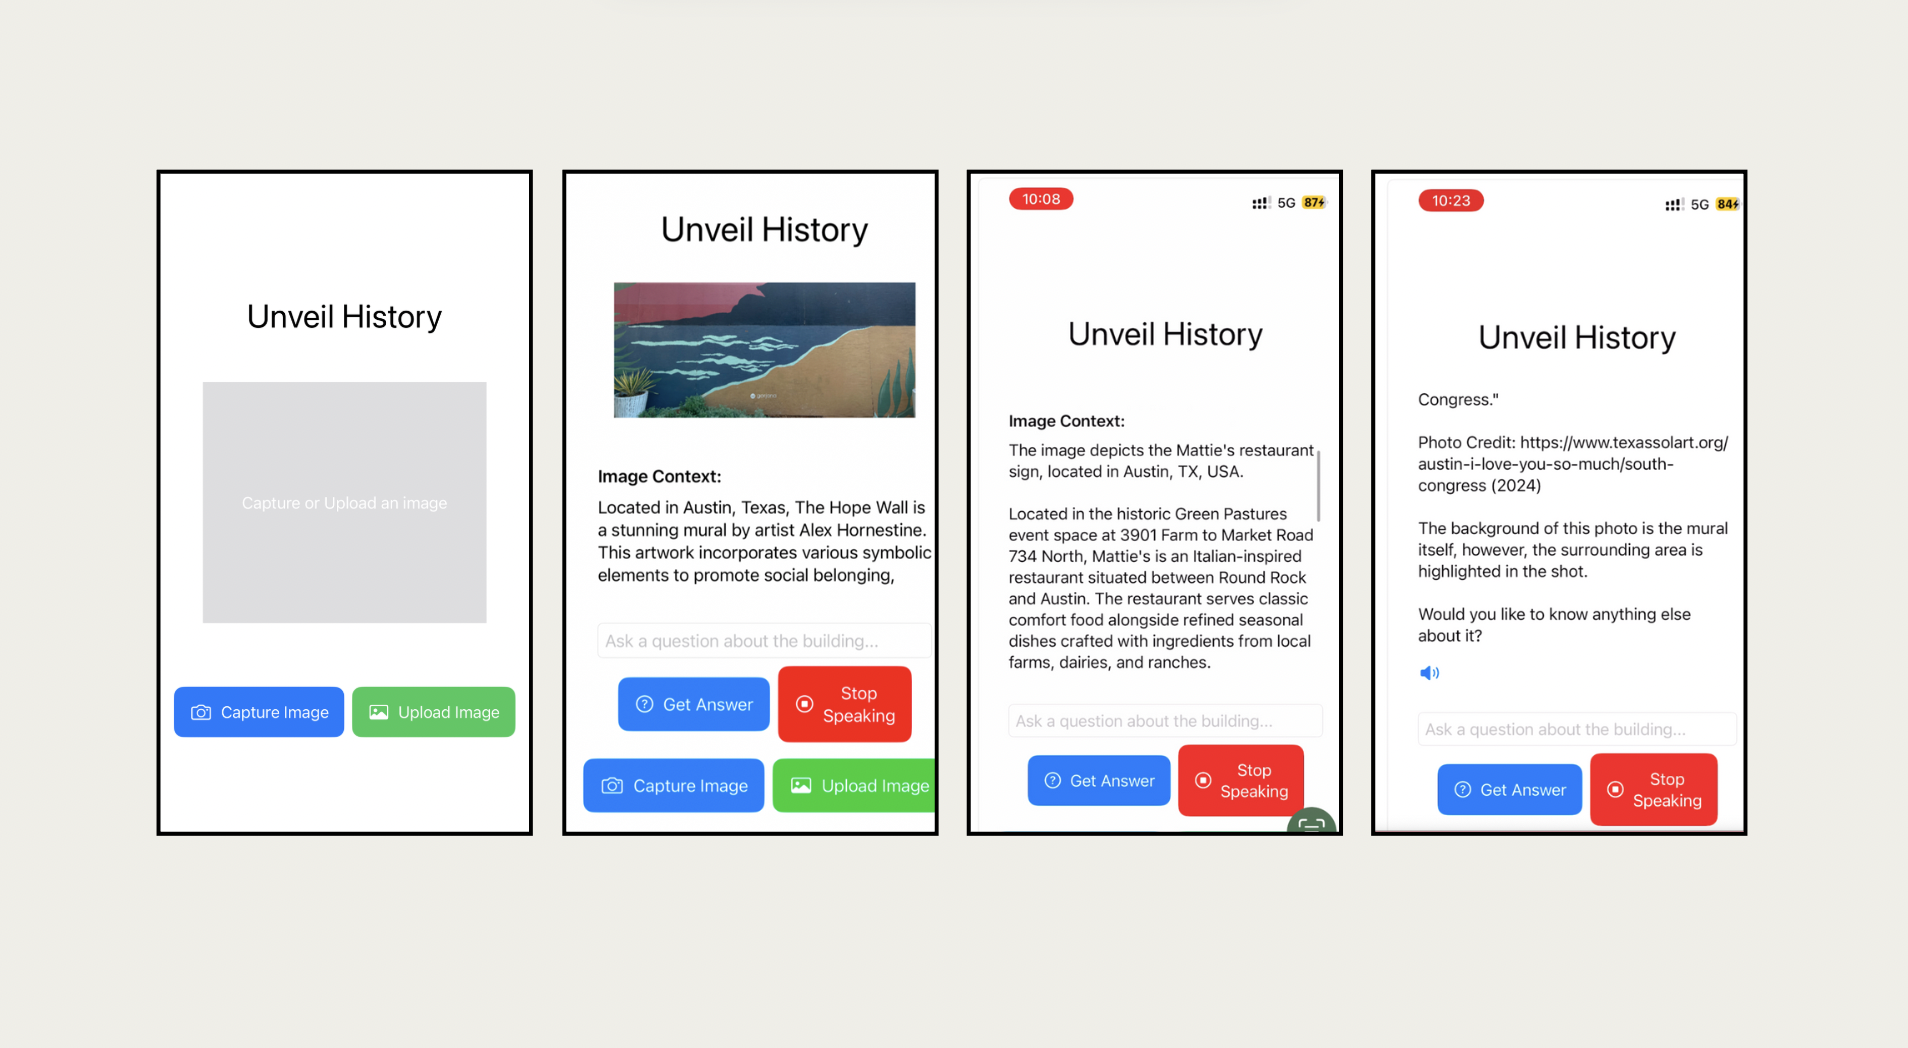 Unveil History
Capture or Upload an image
Capture Image
Upload Image
Unveil History
Image Context:
Located in Austin, Texas, The Hope Wall is
a stunning mural by artist Alex Hornestine.
This artwork incorporates various symbolic
elements to promote social belonging,
Ask a question about the building...
Get Answer
Stop
Speaking
Capture Image
Upload Image
10:08
5G 87
Unveil History
Image Context:
The image depicts the Mattie's restaurant
sign, located in Austin, TX, USA.
Located in the historic Green Pastures
event space at 3901 Farm to Market Road
734 North, Mattie's is an Italian-inspired
restaurant situated between Round Rock
and Austin. The restaurant serves classic
comfort food alongside refined seasonal
dishes crafted with ingredients from local
farms, dairies, and ranches.
Ask a question about the building...
Get Answer
Stop
Speaking
10:23
5G 84
Unveil History
Congress."
Photo Credit: https://www.texassolart.org/
austin-i-love-you-so-much/south-
congress (2024)
The background of this photo is the mural
itself, however, the surrounding area is
highlighted in the shot.
Would you like to know anything else
about it?
Ask a question about the building...
Get Answer
Stop
Speaking